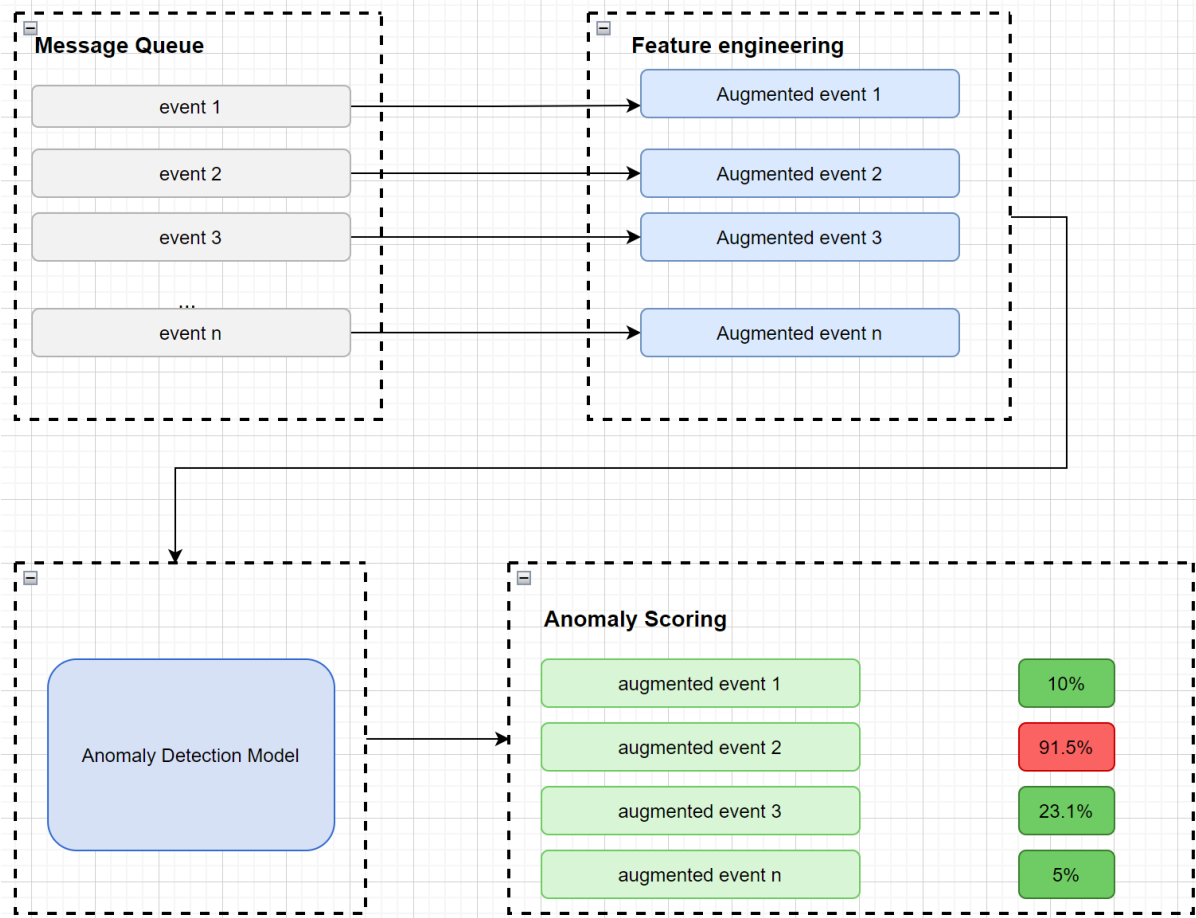 Message Queue
event 1
event 2
event 3
...
event n
Feature engineering
Augmented event 1
Augmented event 2
Augmented event 3
Augmented event n
Anomaly Detection Model
Anomaly Scoring
augmented event 1
10%
augmented event 2
91.5%
augmented event 3
23.1%
augmented event n
5%